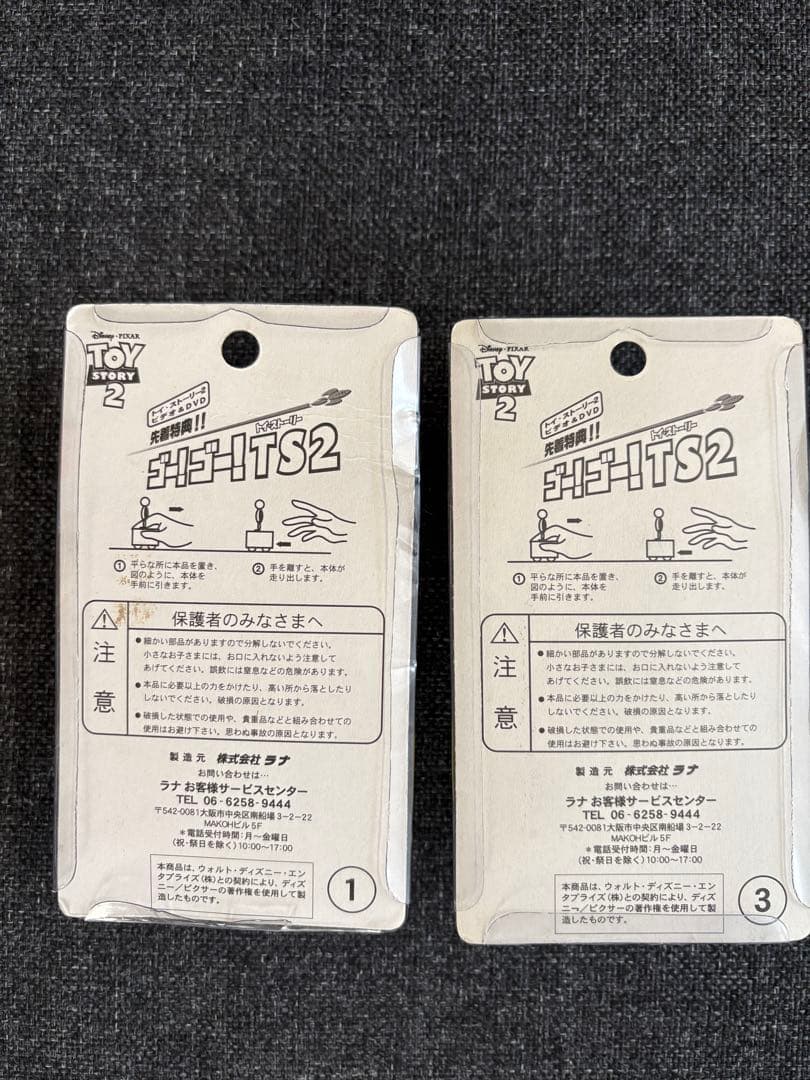 Disney・PIXAR
TOY
STORY
2
トイ・ストーリー2
ビデオ&DVD
先着特典!!
トイ・ストーリー
ゴー!ゴー!TS2
① 平らな所に本品を置き、
図のように、本体を
手前に引きます。
② 手を離すと、本体が
走り出します。
注意
保護者のみなさまへ
●細かい部品がありますので分解しないでください。
小さなお子さまには、お口に入れないよう注意して
あげてください。誤飲には窒息などの危険があります。
●本品に必要以上の力をかけたり、高い所から落としたり
しないでください。破損の原因となります。
●破損した状態での使用や、貴重品などと組み合わせての
使用はお避け下さい。思わぬ事故の原因となります。
製造元 株式会社 ラナ
お問い合わせは…
ラナ お客様サービスセンター
TEL 06-6258-9444
〒542-0081大阪市中央区南船場3-2-22
MAKOHビル5F
*電話受付時間:月~金曜日
(祝・祭日を除く)10:00~17:00
本商品は、ウォルト・ディズニー・エン
タプライズ(株)との契約により、ディズ
ニー/ピクサーの著作権を使用して製
造したものです。
1
Disney・PIXAR
TOY
STORY
2
トイ・ストーリー2
ビデオ&DVD
先着特典!!
トイ・ストーリー
ゴー!ゴー!TS2
① 平らな所に本品を置き、
図のように、本体を
手前に引きます。
② 手を離すと、本体が
走り出します。
注意
保護者のみなさまへ
●細かい部品がありますので分解しないでください。
小さなお子さまには、お口に入れないよう注意して
あげてください。誤飲には窒息などの危険があります。
●本品に必要以上の力をかけたり、高い所から落としたり
しないでください。破損の原因となります。
●破損した状態での使用や、貴重品などと組み合わせての
使用はお避け下さい。思わぬ事故の原因となります。
製造元 株式会社 ラナ
お問い合わせは…
ラナ お客様サービスセンター
TEL 06-6258-9444
〒542-0081大阪市中央区南船場3-2-22
MAKOHビル5F
*電話受付時間:月~金曜日
(祝・祭日を除く)10:00~17:00
本商品は、ウォルト・ディズニー・エン
タプライズ(株)との契約により、ディズ
ニー/ピクサーの著作権を使用して製
造したものです。
3